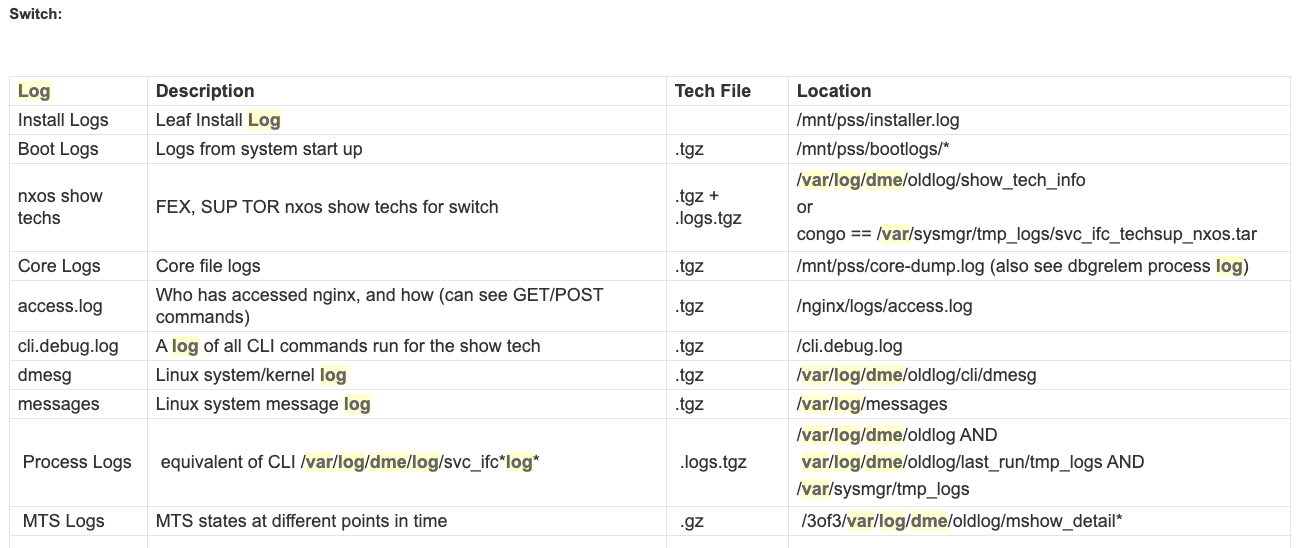 Switch:
Log Description Tech File Location
Install Logs Leaf Install Log /mnt/pss/installer.log
Boot Logs Logs from system start up .tgz /mnt/pss/bootlogs/*
nxos show techs FEX, SUP TOR nxos show techs for switch .tgz + .logs.tgz /var/log/dme/oldlog/show_tech_info
or
congo == /var/sysmgr/tmp_logs/svc_ifc_techsup_nxos.tar
Core Logs Core file logs .tgz /mnt/pss/core-dump.log (also see dbgrelem process log)
access.log Who has accessed nginx, and how (can see GET/POST
commands) .tgz /nginx/logs/access.log
cli.debug.log A log of all CLI commands run for the show tech .tgz /cli.debug.log
dmesg Linux system/kernel log .tgz /var/log/dme/oldlog/cli/dmesg
messages Linux system message log .tgz /var/log/messages
Process Logs equivalent of CLI /var/log/dme/log/svc_ifc*log* .logs.tgz /var/log/dme/oldlog AND
var/log/dme/oldlog/last_run/tmp_logs AND
/var/sysmgr/tmp_logs
MTS Logs MTS states at different points in time .gz /3of3/var/log/dme/oldlog/mshow_detail*